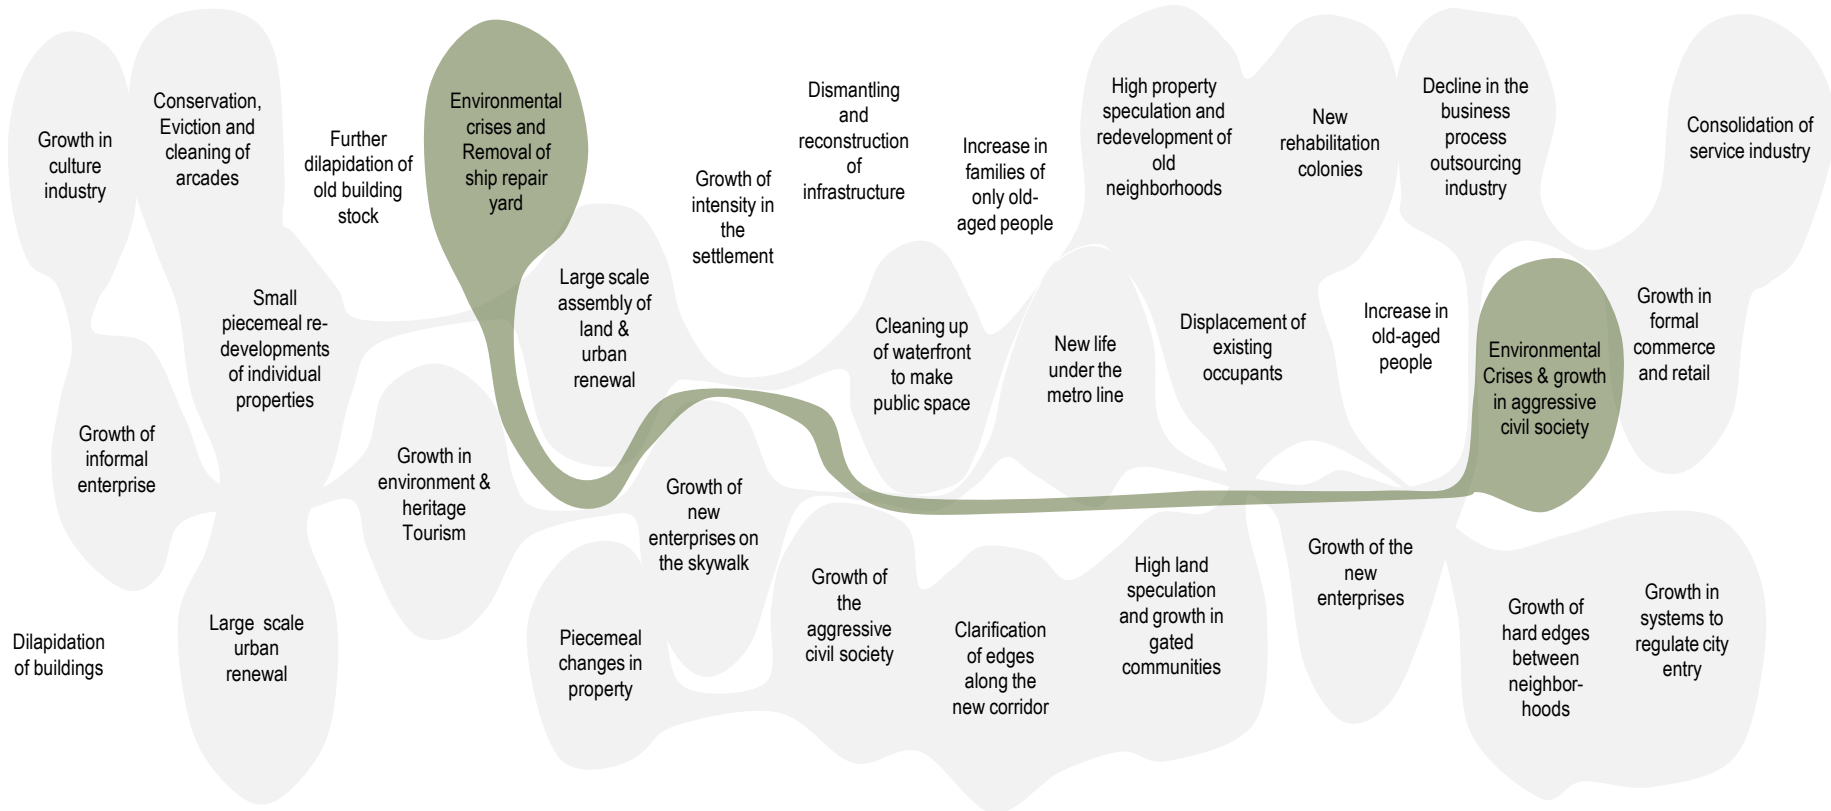 Growth in
culture
industry
Conservation,
Eviction and
cleaning of
arcades
Further
dilapidation of
old building
stock
Environmental
crises and
Removal of
ship repair
yard
Growth of
intensity in
the
settlement
Dismantling
and
reconstruction
of
infrastructure
Increase in
families of
only old-
aged people
High property
speculation and
redevelopment of
old
neighborhoods
New
rehabilitation
colonies
Decline in the
business
process
outsourcing
industry
Consolidation of
service industry
Small
piecemeal re-
developments
of individual
properties
Large scale
assembly of
land &
urban
renewal
Cleaning up
of waterfront
to make
public space
New life
under the
metro line
Displacement of
existing
occupants
Increase in
old-aged
people
Environmental
Crises & growth
in aggressive
civil society
Growth in
formal
commerce
and retail
Growth of
informal
enterprise
Growth in
environment &
heritage
Tourism
Growth of
new
enterprises on
the skywalk
Growth of
the
aggressive
civil society
High land
speculation
and growth in
gated
communities
Growth of the
new
enterprises
Dilapidation
of buildings
Large scale
urban
renewal
Piecemeal
changes in
property
Clarification
of edges
along the
new corridor
Growth of
hard edges
between
neighbor-
hoods
Growth in
systems to
regulate city
entry